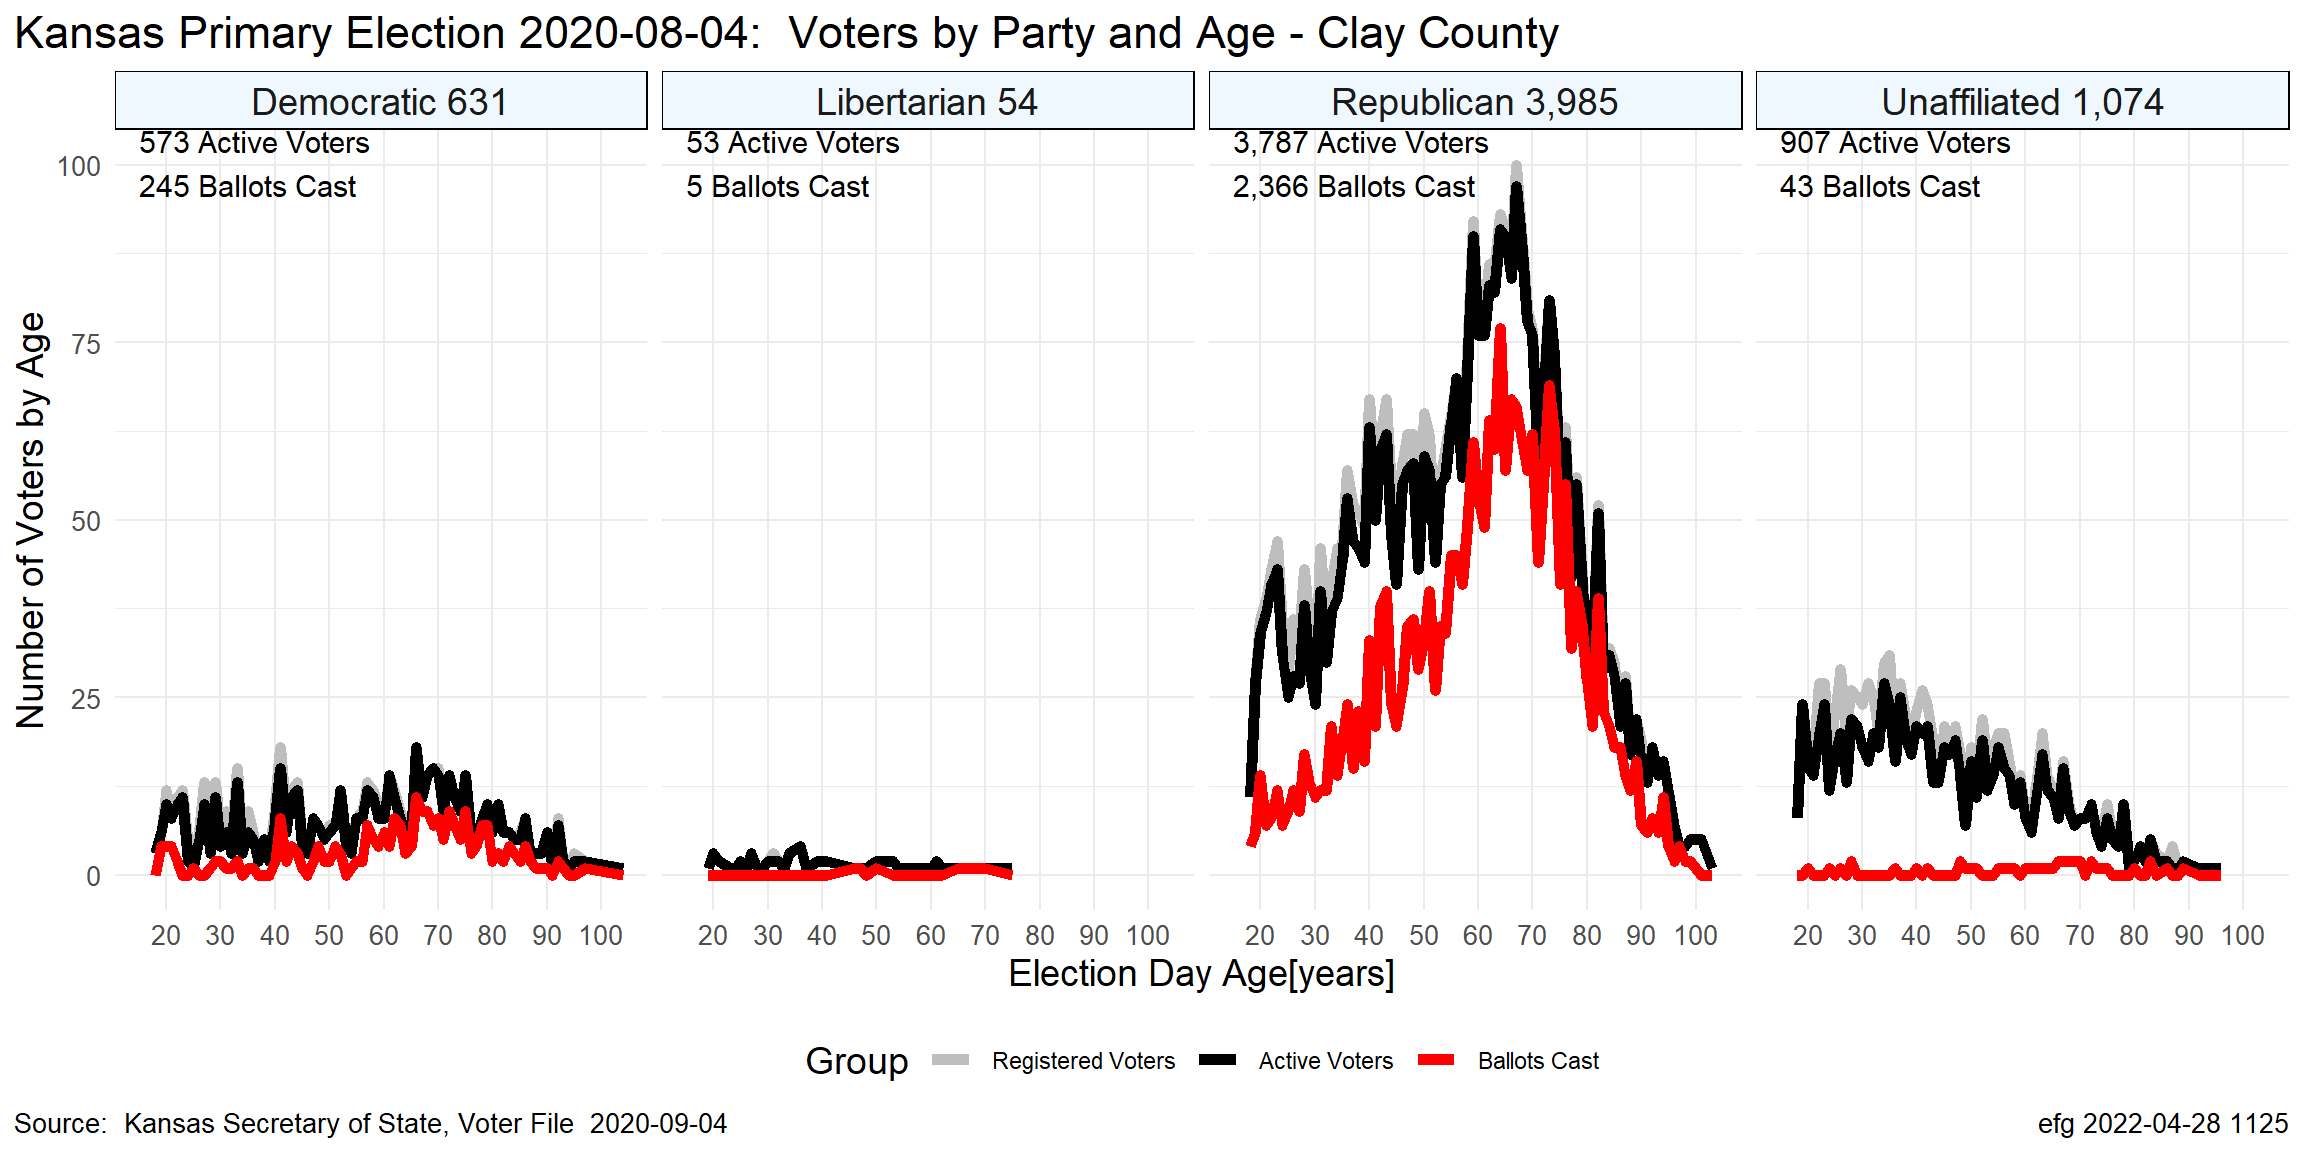 Kansas Primary Election 2020-08-04:  Voters by Party and Age - Clay County
Democratic 631
Libertarian 54
Republican 3,985
Unaffiliated 1,074
573 Active Voters
245 Ballots Cast
53 Active Voters
5 Ballots Cast
3,787 Active Voters
2,366 Ballots Cast
907 Active Voters
43 Ballots Cast
Number of Voters by Age
100
75
50
25
0
20 30 40 50 60 70 80 90 100
20 30 40 50 60 70 80 90 100
20 30 40 50 60 70 80 90 100
20 30 40 50 60 70 80 90 100
Election Day Age[years]
Group Registered Voters Active Voters Ballots Cast
Source:  Kansas Secretary of State, Voter File  2020-09-04
efg 2022-04-28 1125